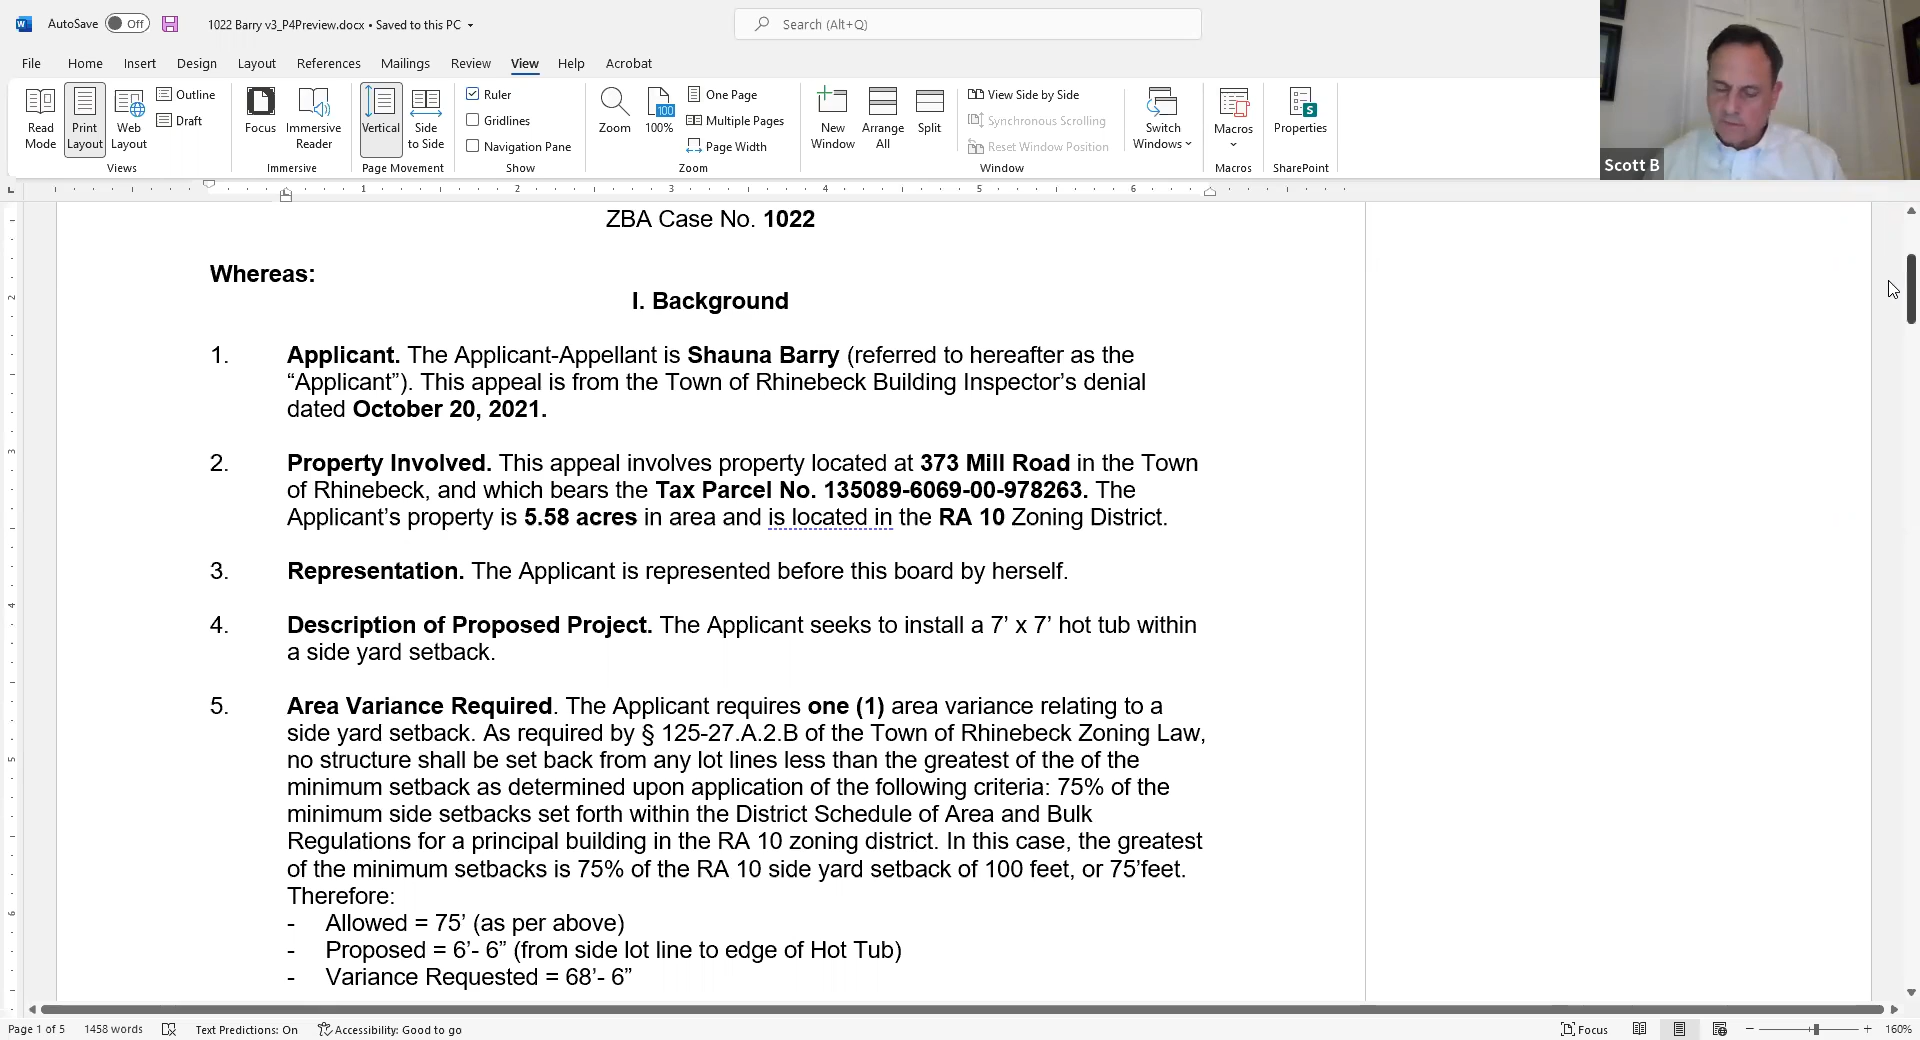 AutoSave Off 1022 Barry v3_P4Preview.docx • Saved to this PC Search (Alt+Q)
File Home Insert Design Layout References Mailings Review View Help Acrobat
Read Mode
Print Layout
Web Layout
Outline
Draft
Views
Focus
Immersive Reader
Immersive
Vertical
Side to Side
Page Movement
Ruler
Gridlines
Navigation Pane
Show
Zoom
100
100%
One Page
Multiple Pages
Page Width
Zoom
New Window
Arrange All
Split
View Side by Side
Synchronous Scrolling
Reset Window Position
Window
Switch Windows
Macros
Macros
S
Properties
SharePoint
Scott B
1 2 3 4 5 6
2
3
4
5
6
ZBA Case No. 1022
Whereas:
I. Background
1. Applicant. The Applicant-Appellant is Shauna Barry (referred to hereafter as the
“Applicant”). This appeal is from the Town of Rhinebeck Building Inspector’s denial
dated October 20, 2021.
2. Property Involved. This appeal involves property located at 373 Mill Road in the Town
of Rhinebeck, and which bears the Tax Parcel No. 135089-6069-00-978263. The
Applicant’s property is 5.58 acres in area and is located in the RA 10 Zoning District.
3. Representation. The Applicant is represented before this board by herself.
4. Description of Proposed Project. The Applicant seeks to install a 7’ x 7’ hot tub within
a side yard setback.
5. Area Variance Required. The Applicant requires one (1) area variance relating to a
side yard setback. As required by § 125-27.A.2.B of the Town of Rhinebeck Zoning Law,
no structure shall be set back from any lot lines less than the greatest of the of the
minimum setback as determined upon application of the following criteria: 75% of the
minimum side setbacks set forth within the District Schedule of Area and Bulk
Regulations for a principal building in the RA 10 zoning district. In this case, the greatest
of the minimum setbacks is 75% of the RA 10 side yard setback of 100 feet, or 75’feet.
Therefore:
- Allowed = 75’ (as per above)
- Proposed = 6’- 6” (from side lot line to edge of Hot Tub)
- Variance Requested = 68’- 6”
Page 1 of 5 1458 words Text Predictions: On Accessibility: Good to go Focus 160%